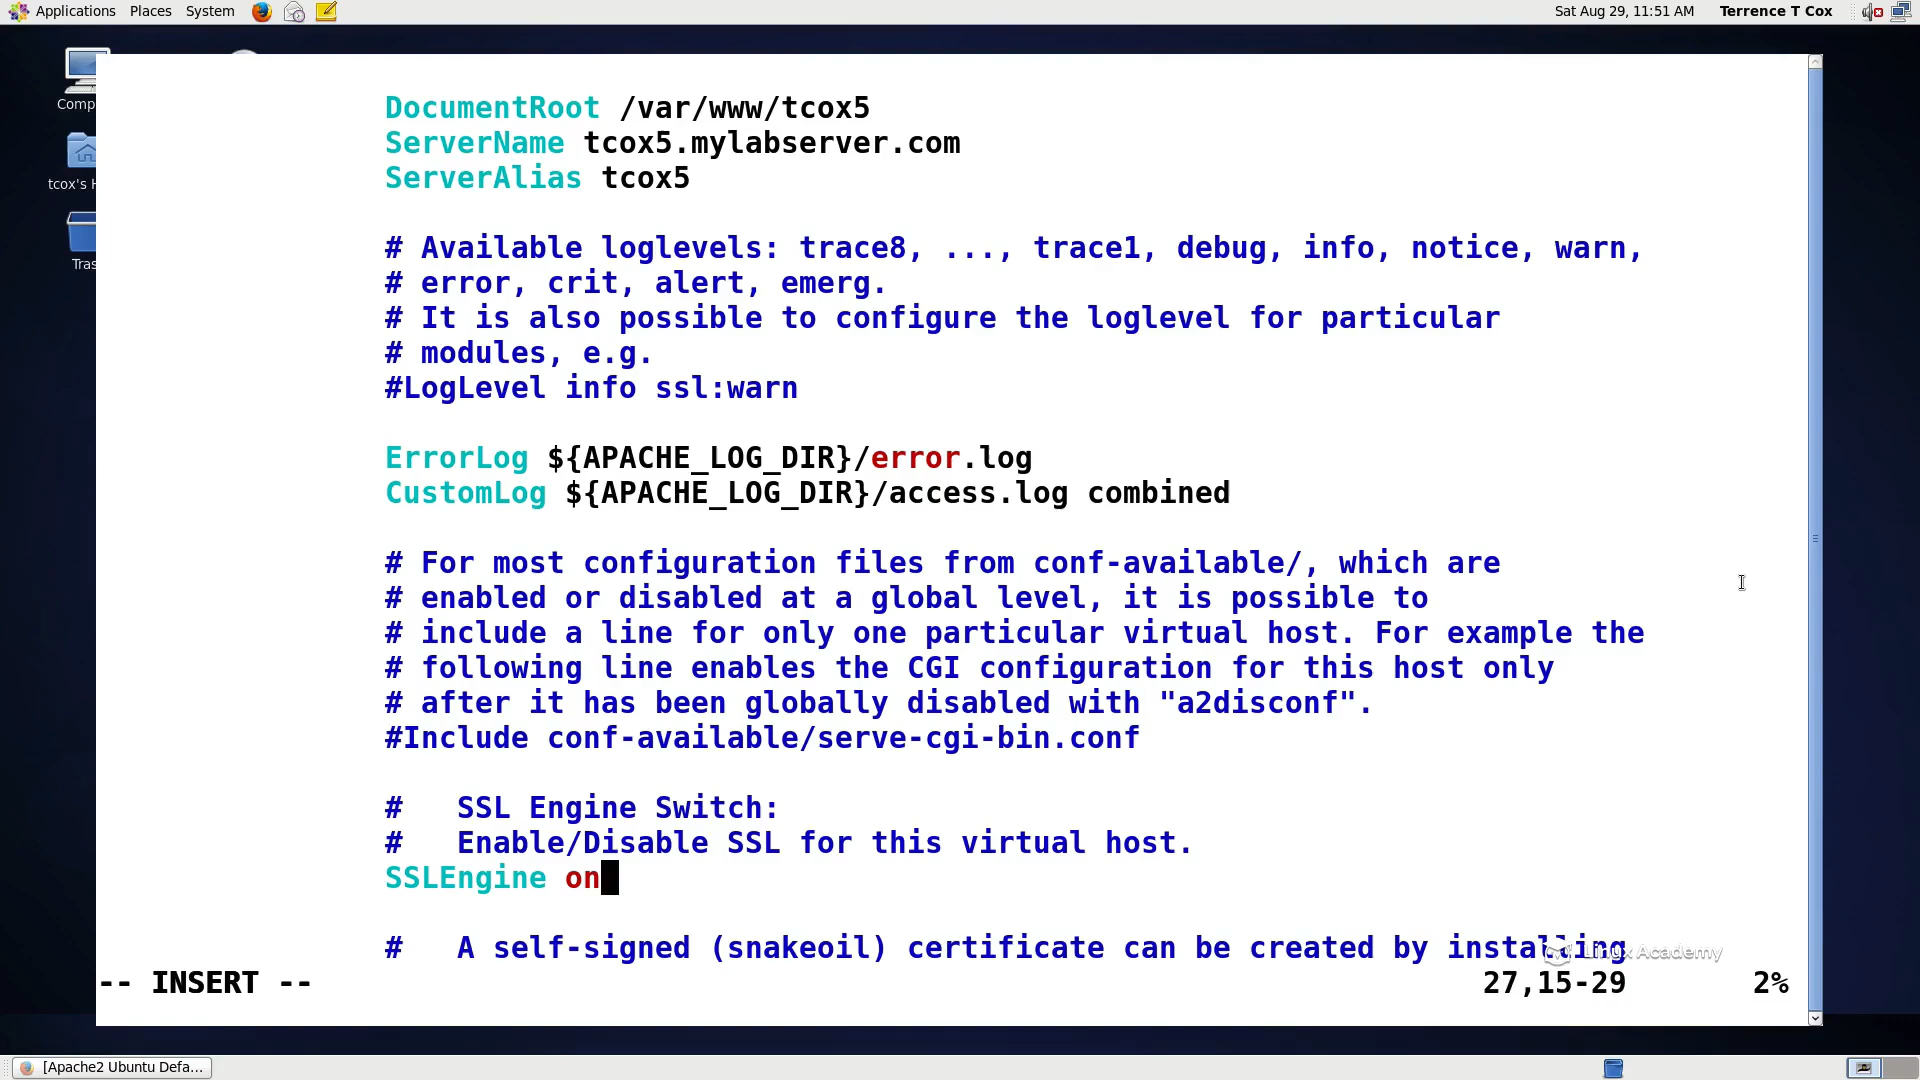 Applications Places System Sat Aug 29, 11:51 AM Terrence T Cox
Comp
tcox's H
Tras
DocumentRoot /var/www/tcox5
ServerName tcox5.mylabserver.com
ServerAlias tcox5
# Available loglevels: trace8, ..., trace1, debug, info, notice, warn,
# error, crit, alert, emerg.
# It is also possible to configure the loglevel for particular
# modules, e.g.
#LogLevel info ssl:warn
ErrorLog ${APACHE_LOG_DIR}/error.log
CustomLog ${APACHE_LOG_DIR}/access.log combined
# For most configuration files from conf-available/, which are
# enabled or disabled at a global level, it is possible to
# include a line for only one particular virtual host. For example the
# following line enables the CGI configuration for this host only
# after it has been globally disabled with "a2disconf".
#Include conf-available/serve-cgi-bin.conf
#   SSL Engine Switch:
#   Enable/Disable SSL for this virtual host.
SSLEngine on
#   A self-signed (snakeoil) certificate can be created by installing
Linux Academy
-- INSERT -- 27,15-29 2%
[Apache2 Ubuntu Defa...